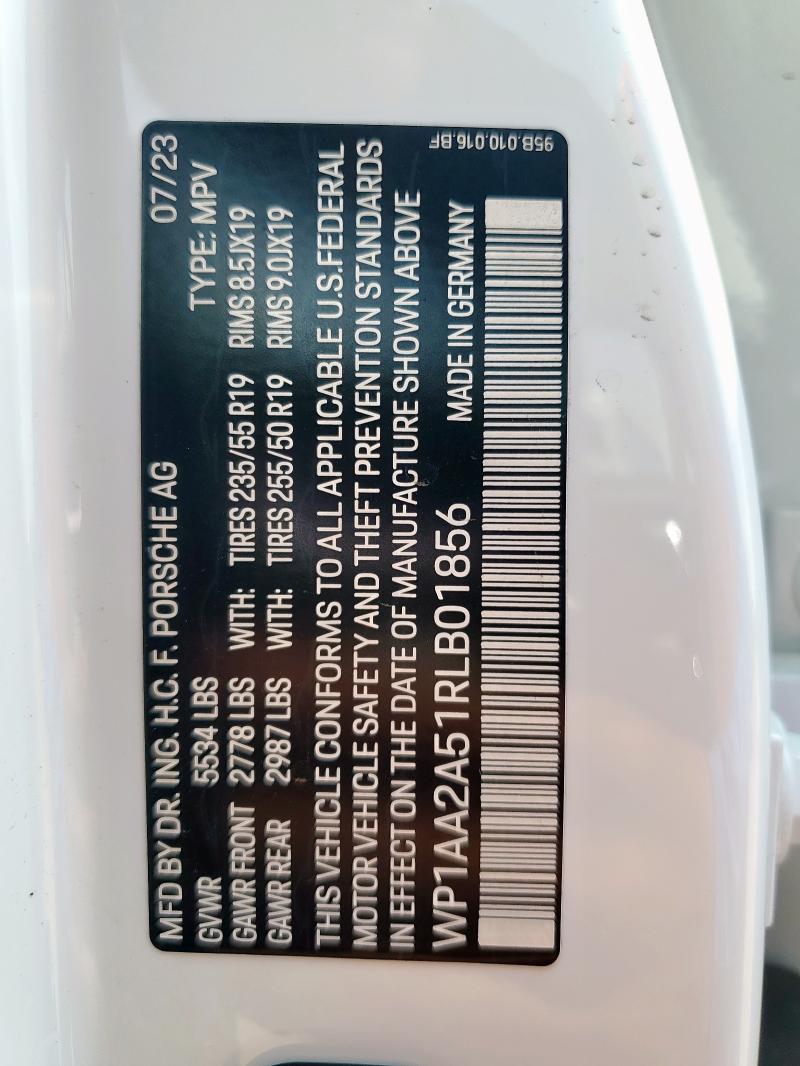 MFD BY DR. ING. H.C. F. PORSCHE AG 07/23
GVWR 5534 LBS TYPE: MPV
GAWR FRONT 2778 LBS WITH: TIRES 235/55 R19 RIMS 8.5JX19
GAWR REAR 2987 LBS WITH: TIRES 255/50 R19 RIMS 9.0JX19
THIS VEHICLE CONFORMS TO ALL APPLICABLE U.S.FEDERAL
MOTOR VEHICLE SAFETY AND THEFT PREVENTION STANDARDS
IN EFFECT ON THE DATE OF MANUFACTURE SHOWN ABOVE
WP1AA2A51RLB01856 MADE IN GERMANY
95B.010.016.BF